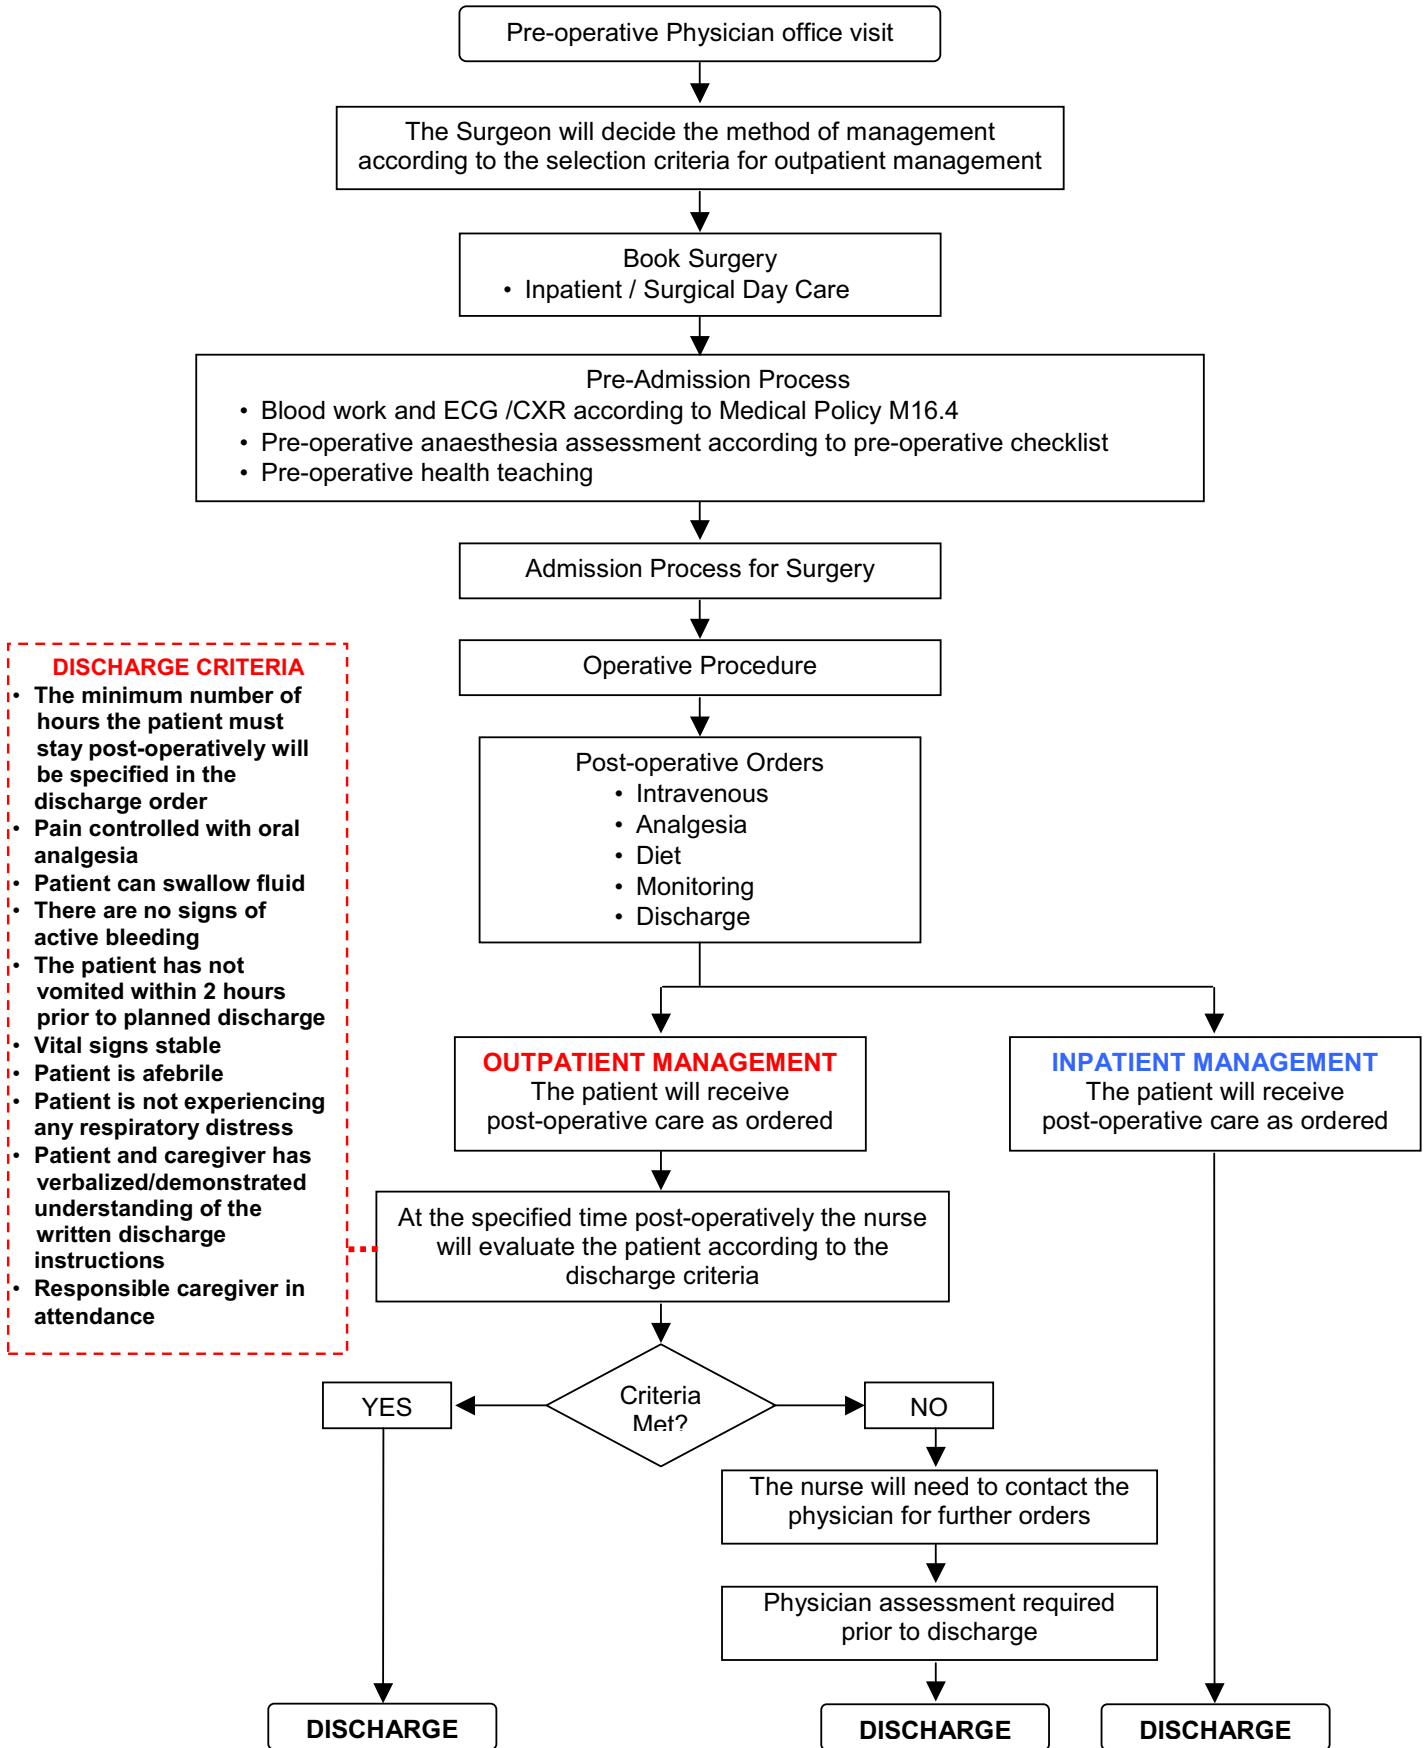 Pre-operative Physician office visit
The Surgeon will decide the method of management
according to the selection criteria for outpatient management
Book Surgery
• Inpatient / Surgical Day Care
Pre-Admission Process
• Blood work and ECG /CXR according to Medical Policy M16.4
• Pre-operative anaesthesia assessment according to pre-operative checklist
• Pre-operative health teaching
Admission Process for Surgery
Operative Procedure
Post-operative Orders
• Intravenous
• Analgesia
• Diet
• Monitoring
• Discharge
DISCHARGE CRITERIA
• The minimum number of
hours the patient must
stay post-operatively will
be specified in the
discharge order
• Pain controlled with oral
analgesia
• Patient can swallow fluid
• There are no signs of
active bleeding
• The patient has not
vomited within 2 hours
prior to planned discharge
• Vital signs stable
• Patient is afebrile
• Patient is not experiencing
any respiratory distress
• Patient and caregiver has
verbalized/demonstrated
understanding of the
written discharge
instructions
• Responsible caregiver in
attendance
OUTPATIENT MANAGEMENT
The patient will receive
post-operative care as ordered
INPATIENT MANAGEMENT
The patient will receive
post-operative care as ordered
At the specified time post-operatively the nurse
will evaluate the patient according to the
discharge criteria
Criteria
Met?
YES
NO
The nurse will need to contact the
physician for further orders
Physician assessment required
prior to discharge
DISCHARGE
DISCHARGE
DISCHARGE